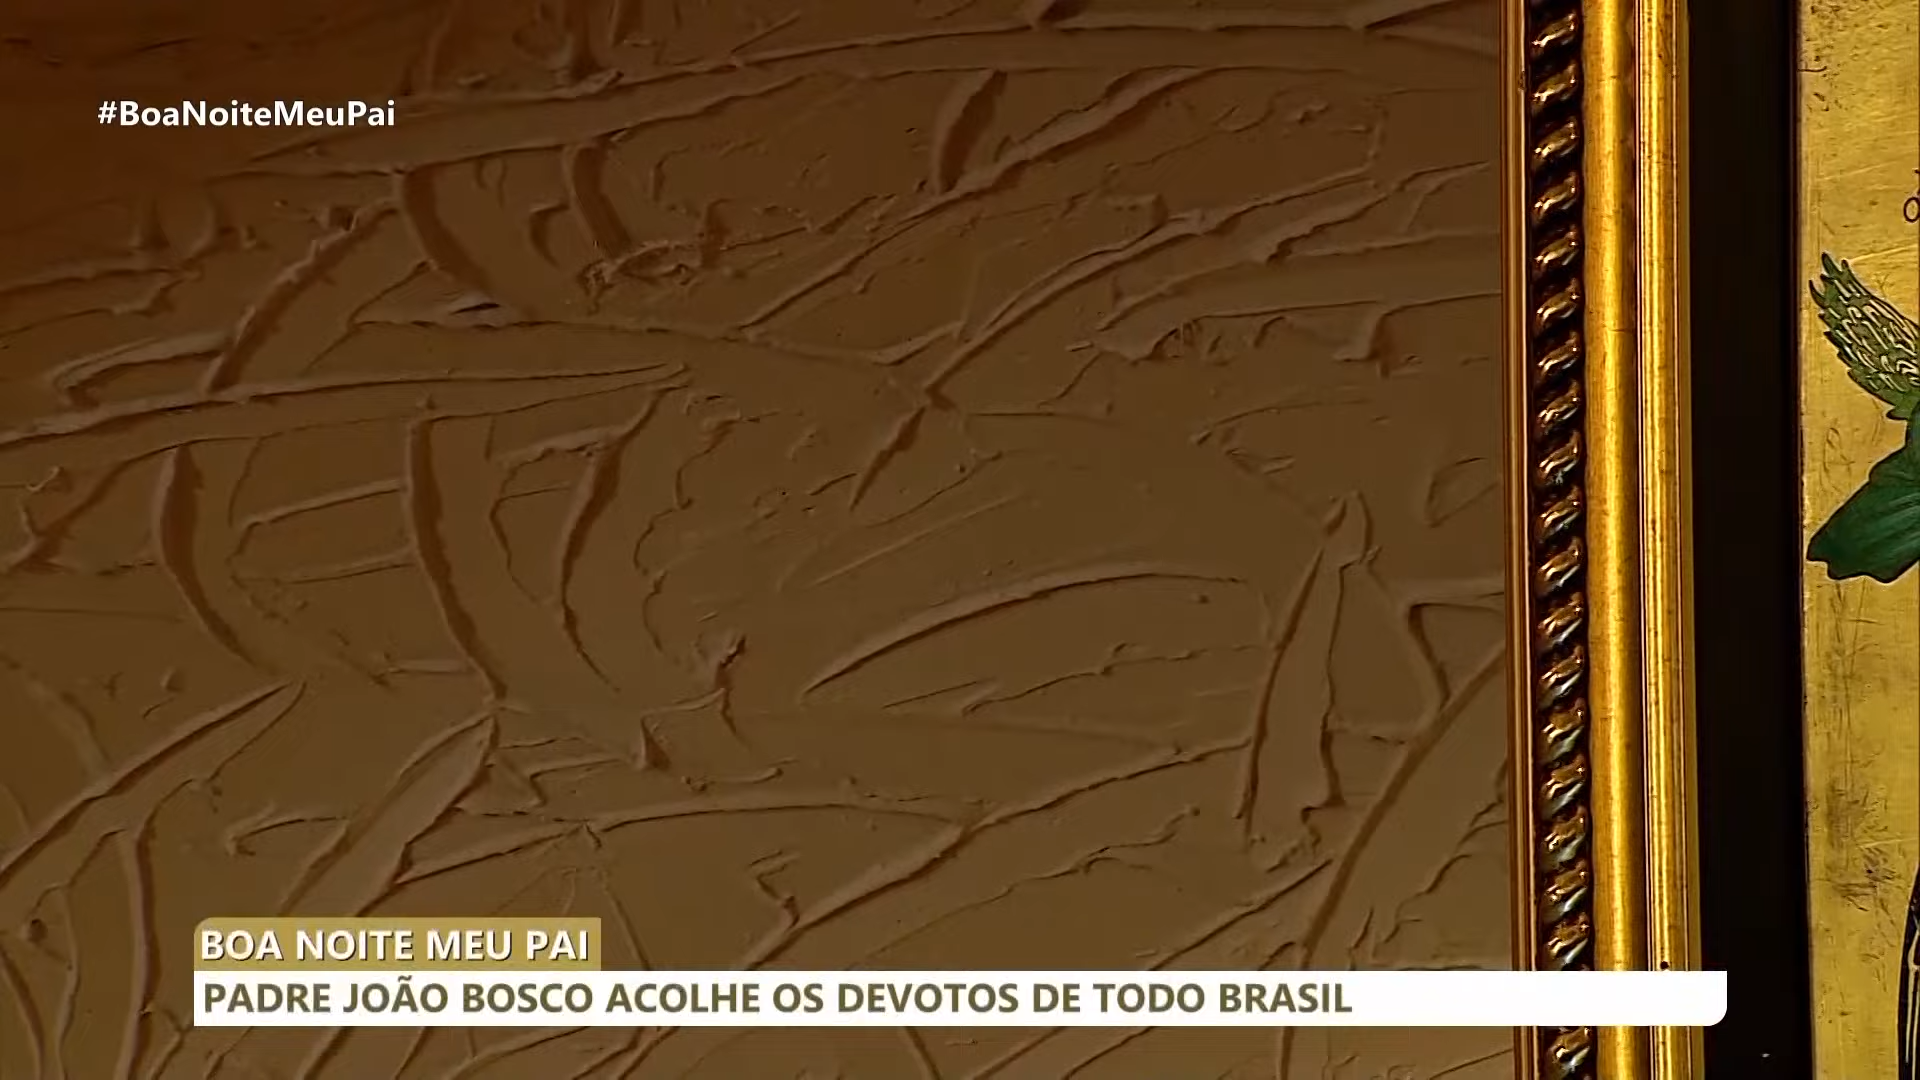 #BoaNoiteMeuPai
BOA NOITE MEU PAI
PADRE JOÃO BOSCO ACOLHE OS DEVOTOS DE TODO BRASIL